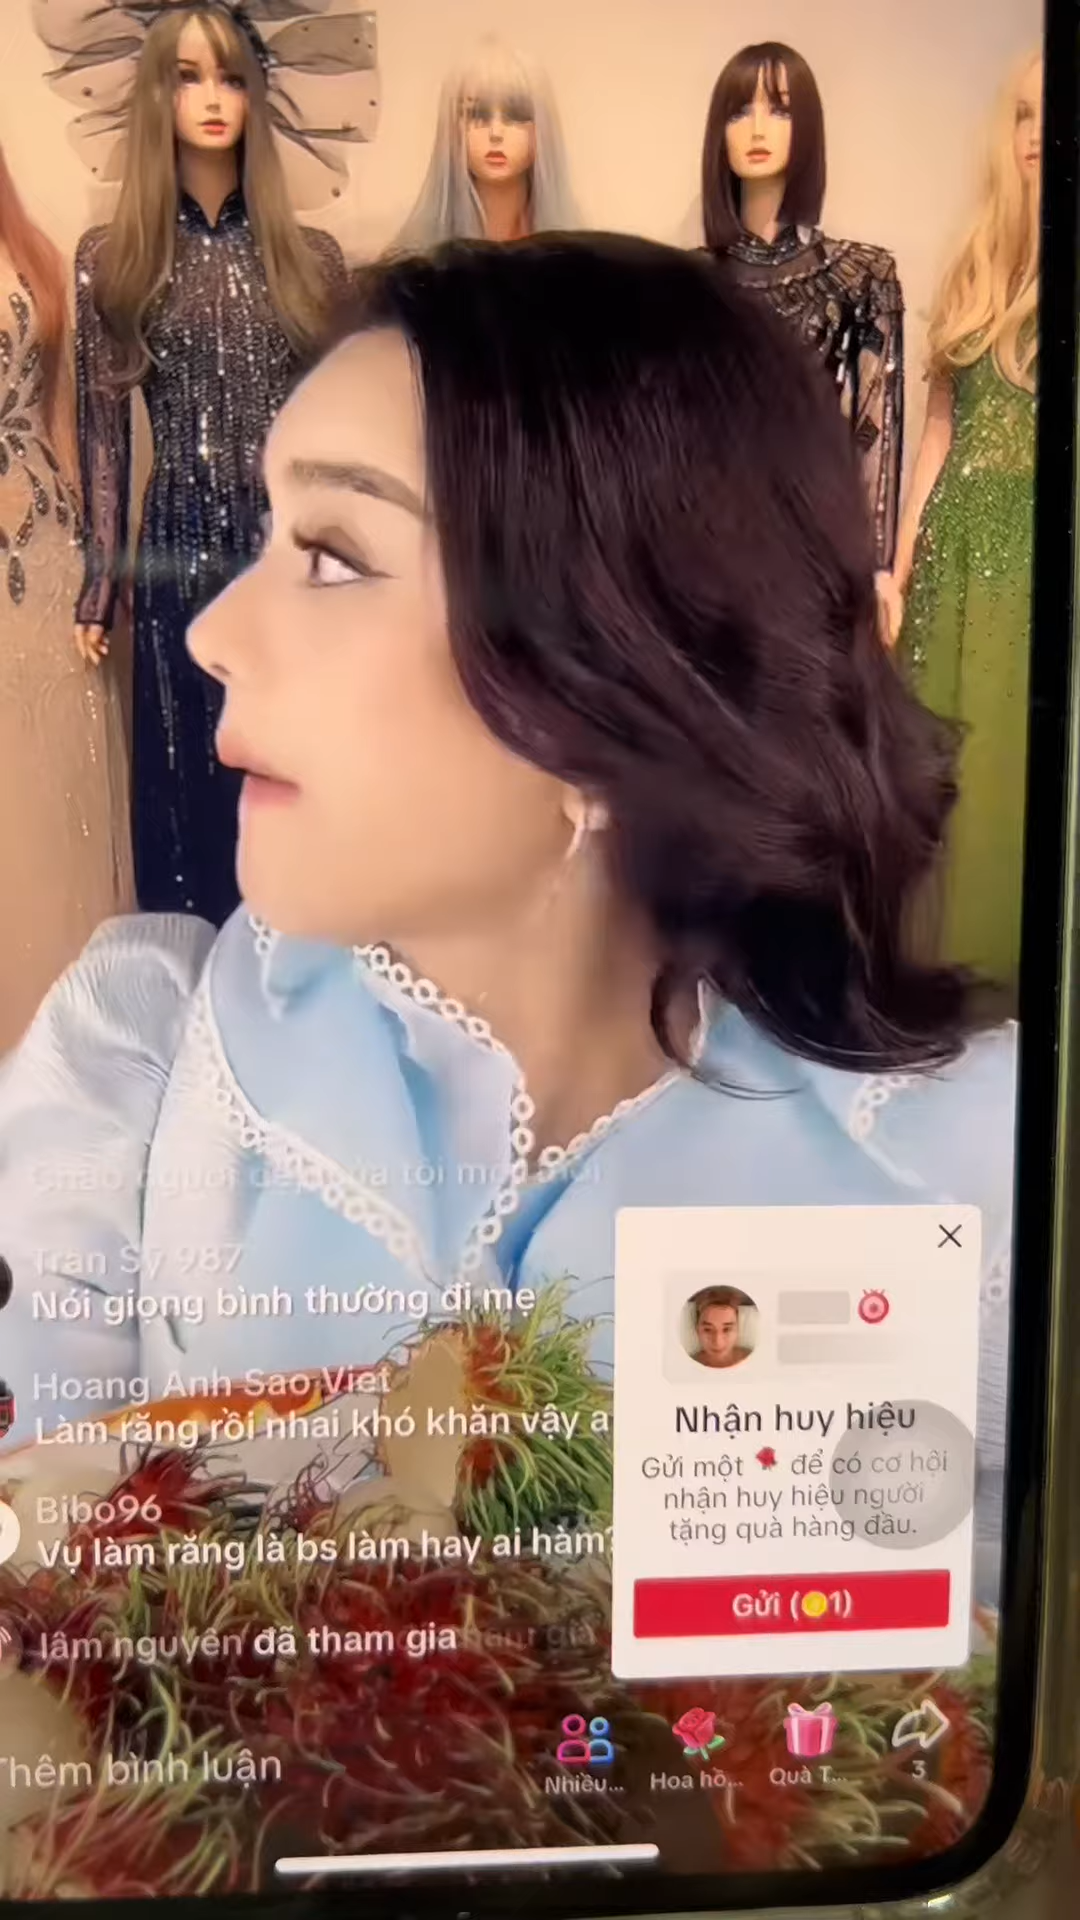 tôi
Trần Sỹ 987
Nói giọng bình thường đi mẹ
Hoang Anh Sao Viet
Làm răng rồi nhai khó khăn vậy a
Bibo96
Vụ làm răng là bs làm hay ai hàm?
lâm nguyên đã tham gia
Thêm bình luận
Nhận huy hiệu
Gửi một để có cơ hội
nhận huy hiệu người
tặng quà hàng đầu.
Gửi (1)
Nhiều...
Hoa hồ...
Quà T...
3